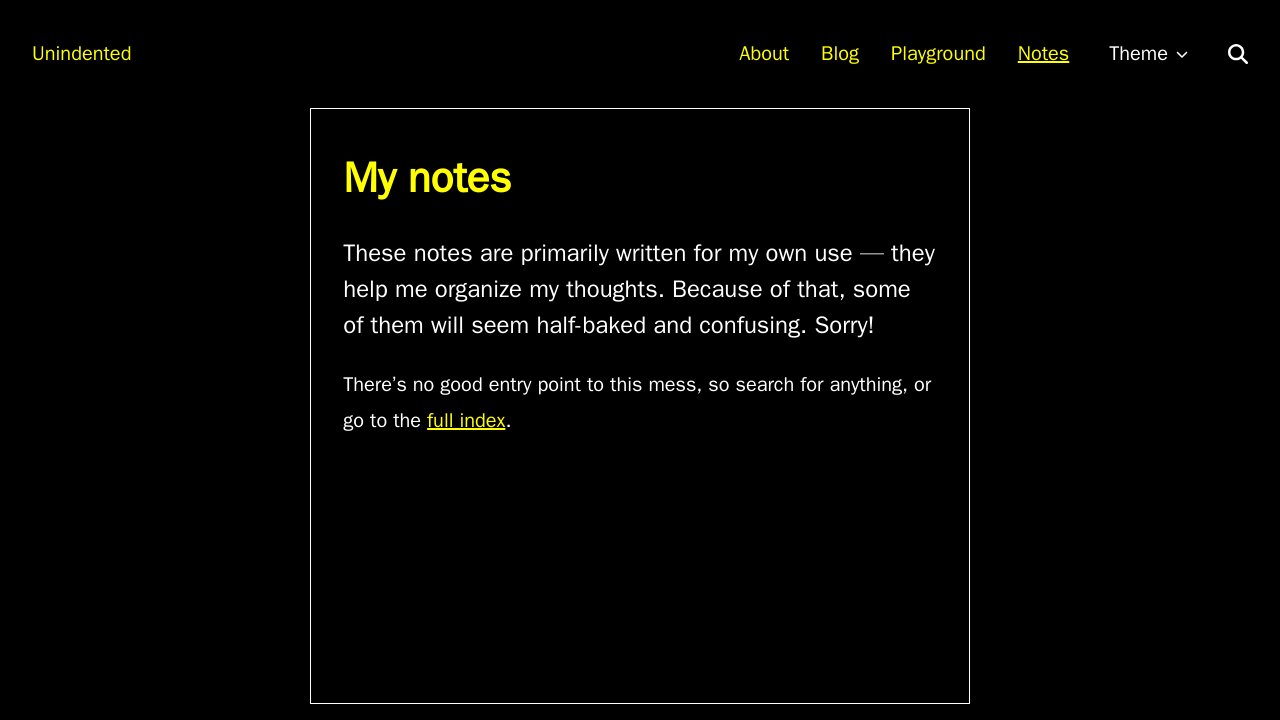 Unindented
About
Blog
Playground
Notes
Theme
My notes
These notes are primarily written for my own use — they
help me organize my thoughts. Because of that, some
of them will seem half-baked and confusing. Sorry!
There’s no good entry point to this mess, so search for anything, or
go to the full index.